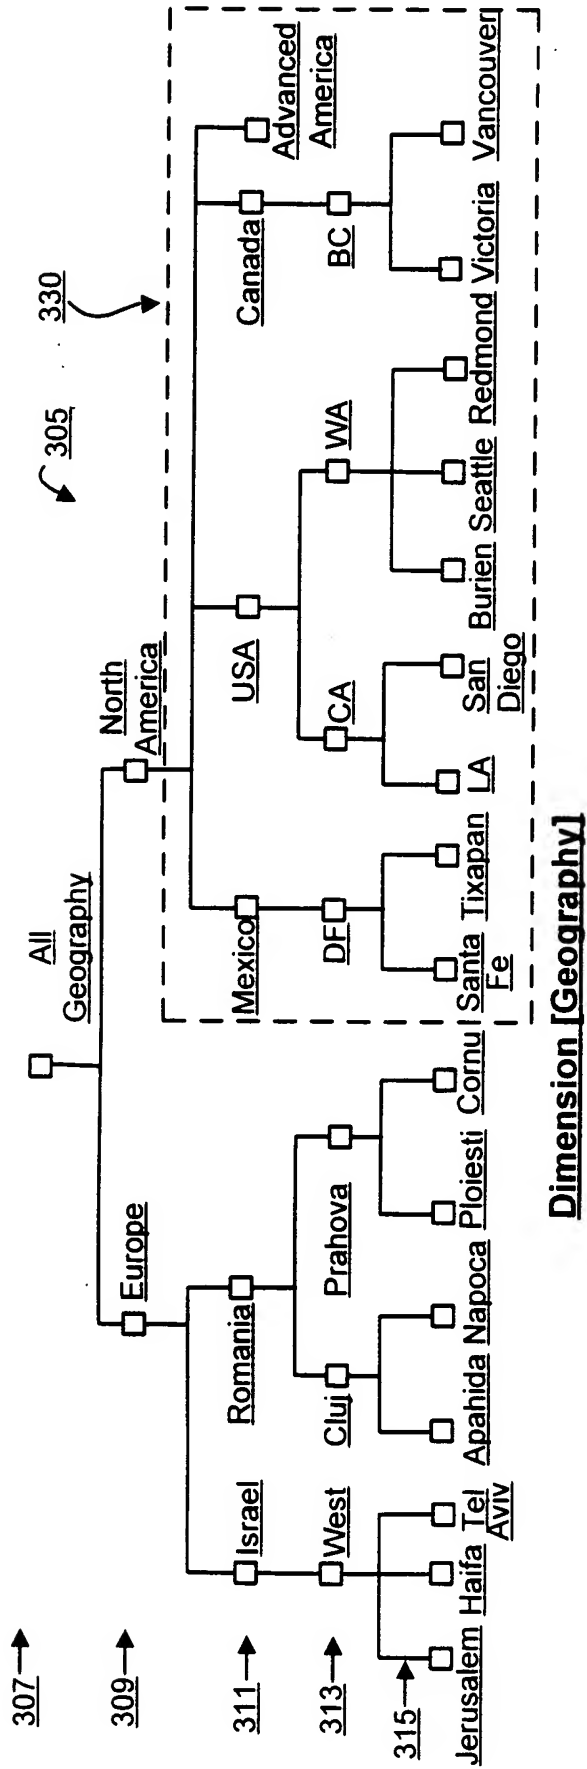 305
330
307
All
Geography
309
Europe
North
America
311
Israel
Romania
Mexico
USA
Canada
Advanced
America
313
West
Cluj
Prahova
DF
CA
WA
BC
315
Jerusalem
Haifa
Tel
Aviv
Apahida
Napoca
Ploiesti
Cornu
Santa
Fe
Tixapan
LA
San
Diego
Burien
Seattle
Redmond
Victoria
Vancouver
Dimension [Geography]